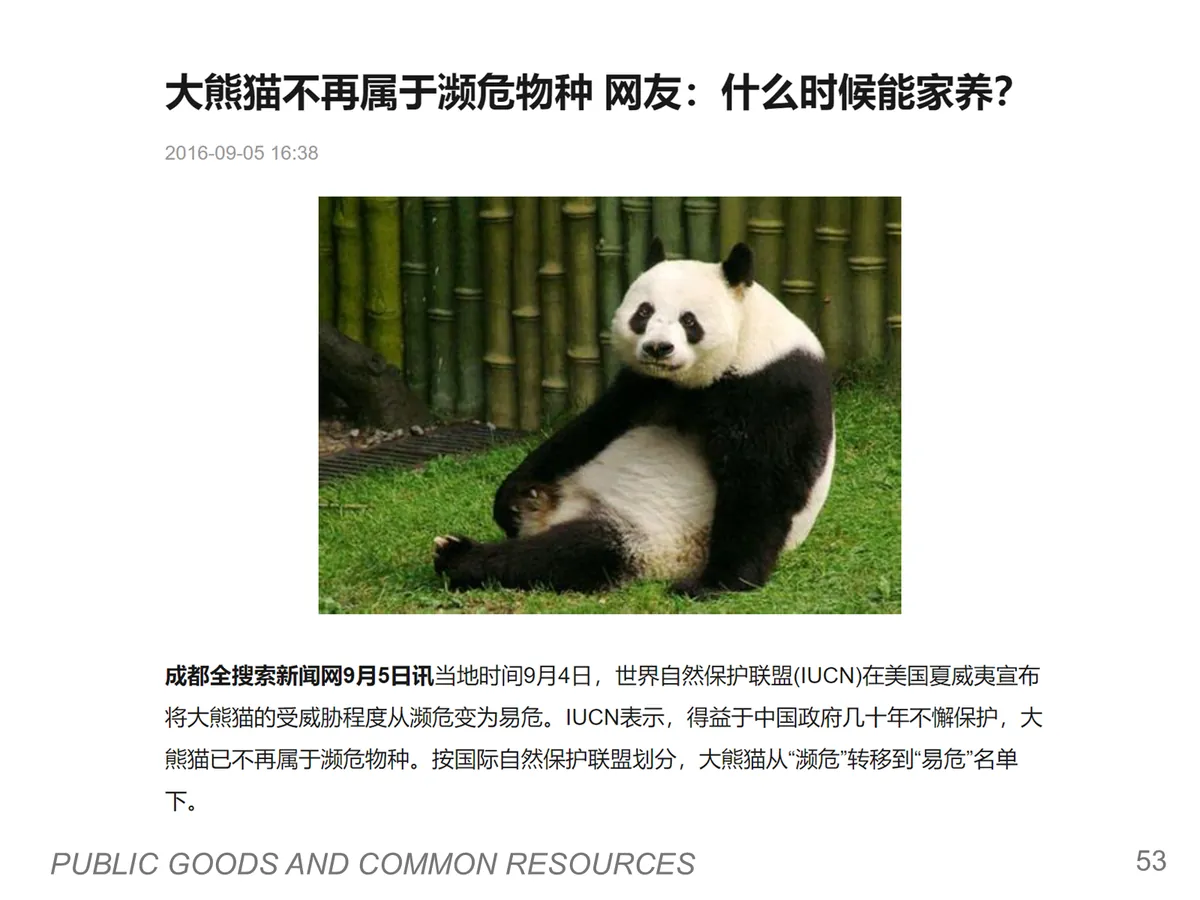 大熊猫不再属于濒危物种 网友：什么时候能家养？
2016-09-05 16:38
成都全搜索新闻网9月5日讯当地时间9月4日，世界自然保护联盟(IUCN)在美国夏威夷宣布
将大熊猫的受威胁程度从濒危变为易危。IUCN表示，得益于中国政府几十年不懈保护，大
熊猫已不再属于濒危物种。按国际自然保护联盟划分，大熊猫从“濒危”转移到“易危”名单
下。
PUBLIC GOODS AND COMMON RESOURCES
53